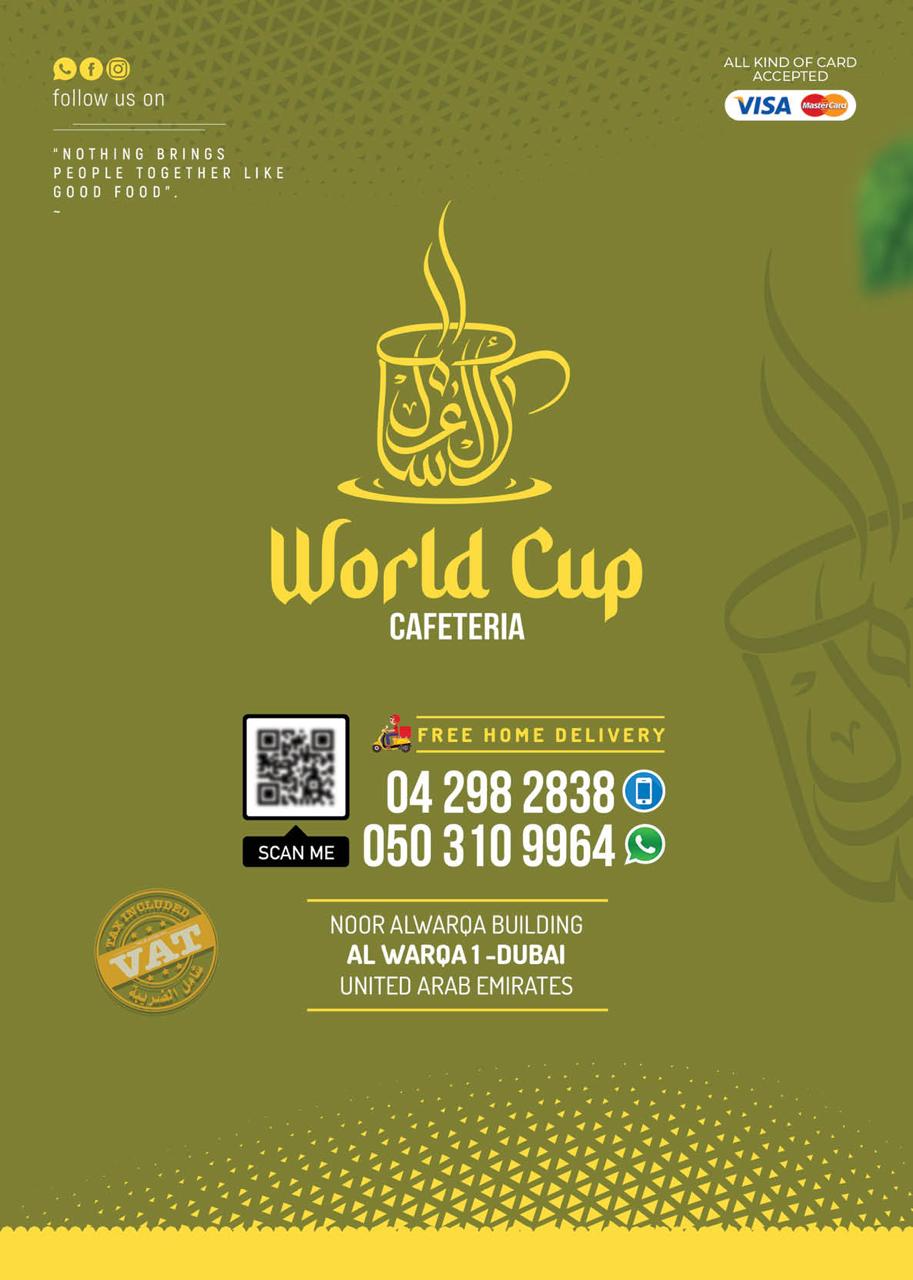 follow us on
"NOTHING BRINGS
PEOPLE TOGETHER LIKE
GOOD FOOD".
~
ALL KIND OF CARD
ACCEPTED
VISA MasterCard
World Cup
CAFETERIA
FREE HOME DELIVERY
04 298 2838
050 310 9964
SCAN ME
TAX INCLUDED
VAT
شامل الضريبة
NOOR ALWARQA BUILDING
AL WARQA 1 -DUBAI
UNITED ARAB EMIRATES